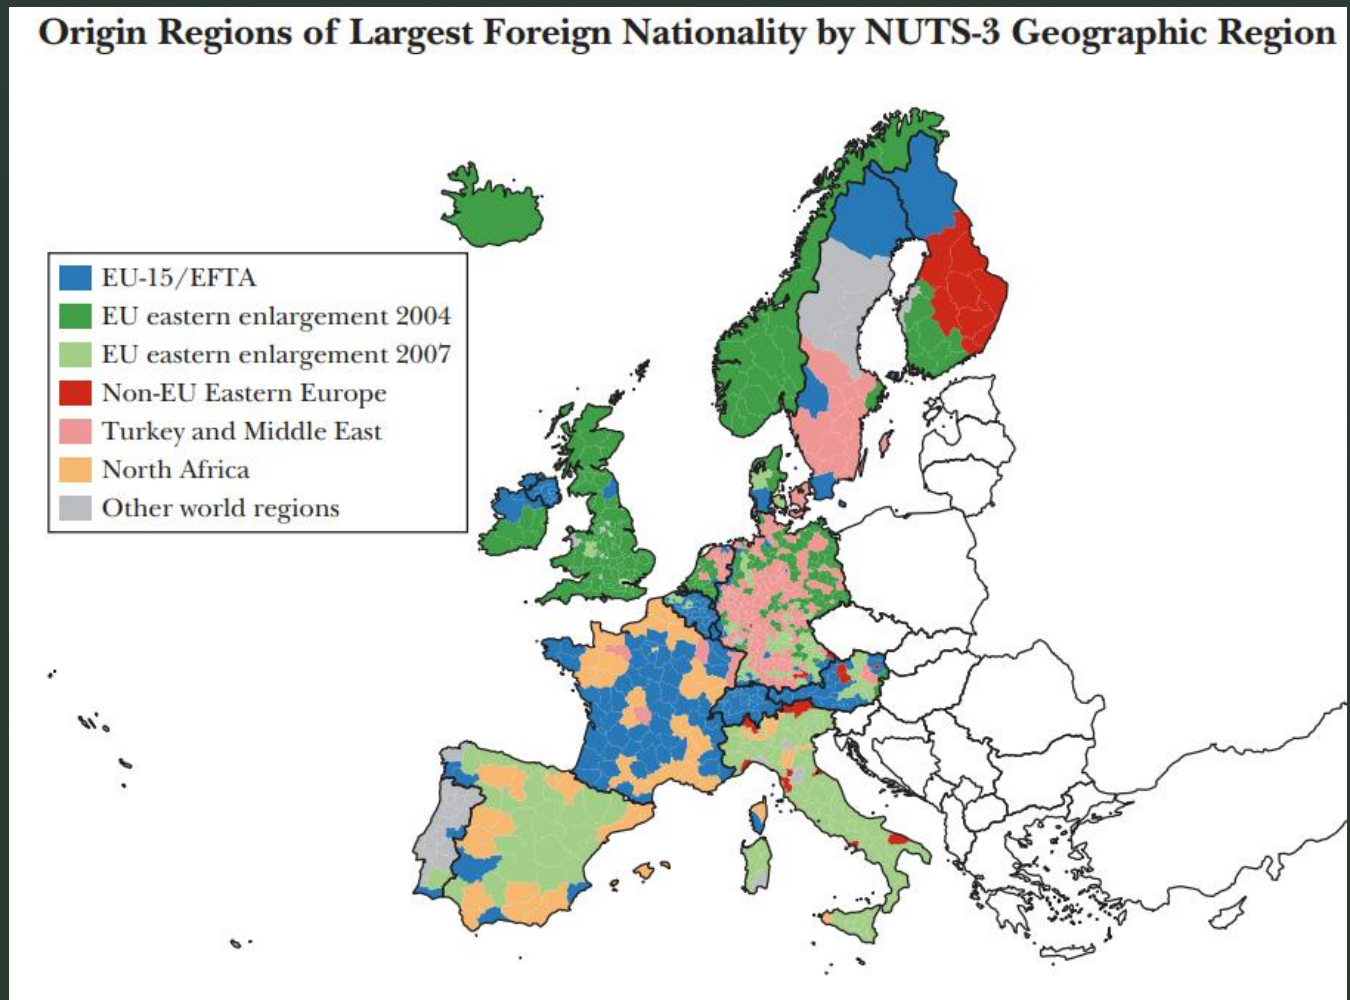 Origin Regions of Largest Foreign Nationality by NUTS-3 Geographic Region
EU-15/EFTA
EU eastern enlargement 2004
EU eastern enlargement 2007
Non-EU Eastern Europe
Turkey and Middle East
North Africa
Other world regions